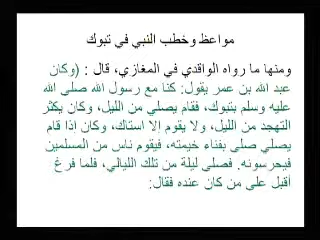 مواعظ وخطب النبي في تبوك
ومنها ما رواه الواقدي في المغازي، قال : (وكان
عبد الله بن عمر يقول: كنا مع رسول الله صلى الله
عليه وسلم بتبوك، فقام يصلي من الليل، وكان يكثر
التهجد من الليل، ولا يقوم إلا استاك، وكان اذا قام
يصلي صلى بفناء خيمته، فيقوم ناس من المسلمين
فيحرسونه. فصلى ليلة من تلك الليالي، فلما فرغ
أقبل على من كان عنده فقال: